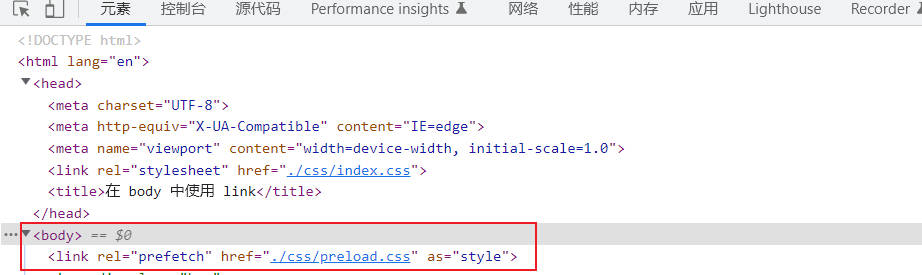 元素 控制台 源代码 Performance insights 网络 性能 内存 应用 Lighthouse Recorder
<!DOCTYPE html>
<html lang="en">
<head>
<meta charset="UTF-8">
<meta http-equiv="X-UA-Compatible" content="IE=edge">
<meta name="viewport" content="width=device-width, initial-scale=1.0">
<link rel="stylesheet" href="./css/index.css">
<title>在 body 中使用 link</title>
</head>
<body> == $0
<link rel="prefetch" href="./css/preload.css" as="style">